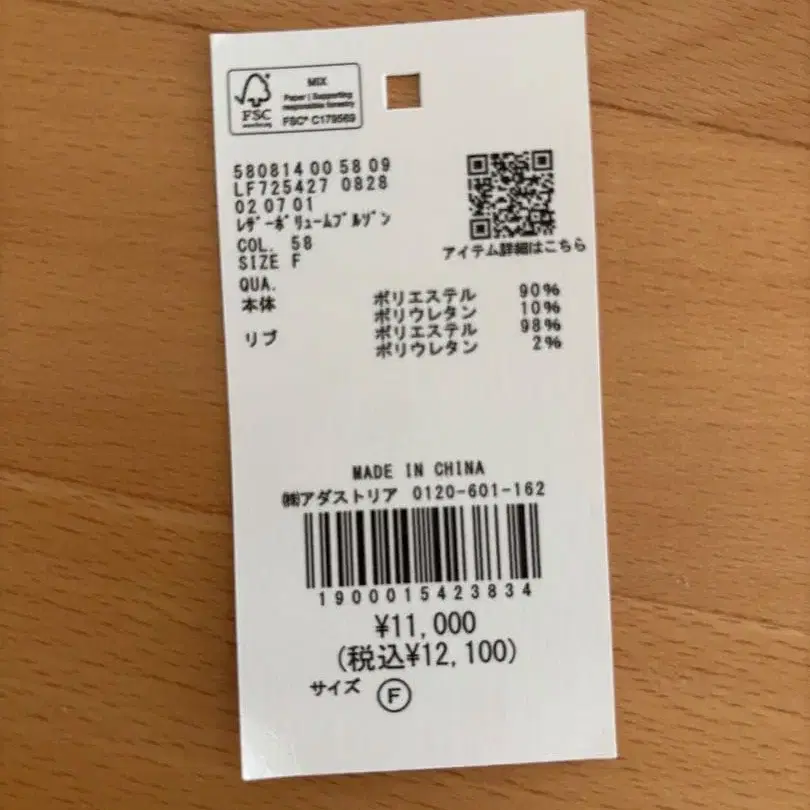 MIX
Paper | Supporting
responsible forestry
FSC® C179569
FSC
580814 00 58 09
LF725427 0828
02 07 01
ﾚｻﾞｰﾎﾞﾘｭｰﾑﾌﾞﾙｿﾞﾝ
COL. 58
SIZE F
アイテム詳細はこちら
QUA.
本体 ポリエステル 90%
ポリウレタン 10%
リブ ポリエステル 98%
ポリウレタン 2%
MADE IN CHINA
㈱アダストリア 0120-601-162
1900015423834
¥11,000
(税込¥12,100)
サイズ F